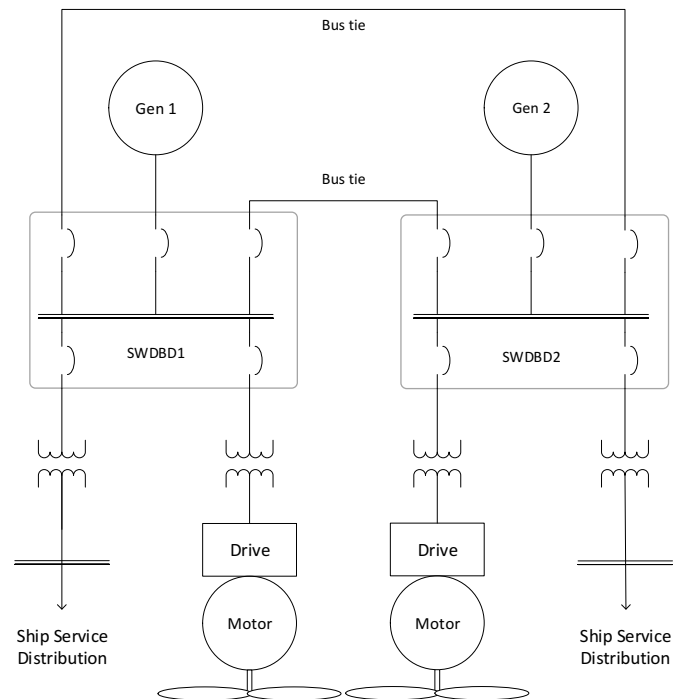 Bus tie
Gen 1
Gen 2
Bus tie
SWDBD1
SWDBD2
Drive
Drive
Motor
Motor
Ship Service
Distribution
Ship Service
Distribution